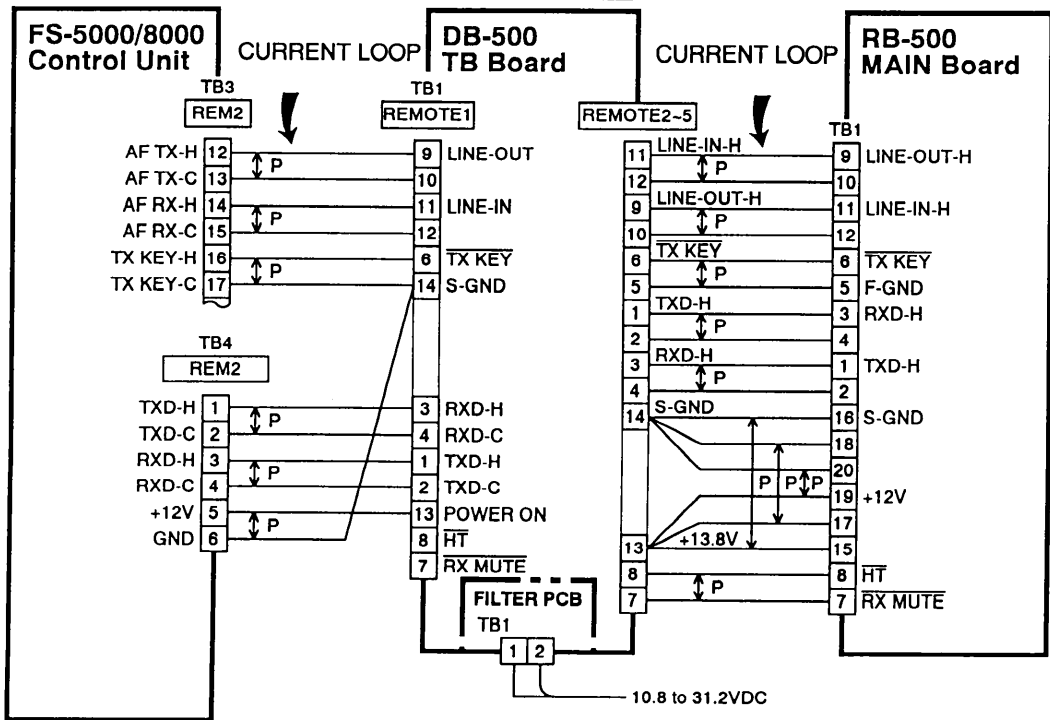 FS-5000/8000
Control Unit
CURRENT LOOP
DB-500
TB Board
CURRENT LOOP
RB-500
MAIN Board
TB3
REM2
TB1
REMOTE1
REMOTE2~5
TB1
AF TX-H 12
AF TX-C 13
AF RX-H 14
AF RX-C 15
TX KEY-H 16
TX KEY-C 17
P
P
P
9 LINE-OUT
10
11 LINE-IN
12
6 TX KEY
14 S-GND
TB4
REM2
TXD-H 1
TXD-C 2
RXD-H 3
RXD-C 4
+12V 5
GND 6
P
P
P
3 RXD-H
4 RXD-C
1 TXD-H
2 TXD-C
13 POWER ON
8 HT
7 RX MUTE
11 LINE-IN-H
12
9 LINE-OUT-H
10
6 TX KEY
5
1 TXD-H
2
3 RXD-H
4
14 S-GND
13 +13.8V
8
7
P
P
P
P
P
P P P
P
9 LINE-OUT-H
10
11 LINE-IN-H
12
6 TX KEY
5 F-GND
3 RXD-H
4
1 TXD-H
2
16 S-GND
18
20
19 +12V
17
15
8 HT
7 RX MUTE
FILTER PCB
TB1
1 2
10.8 to 31.2VDC